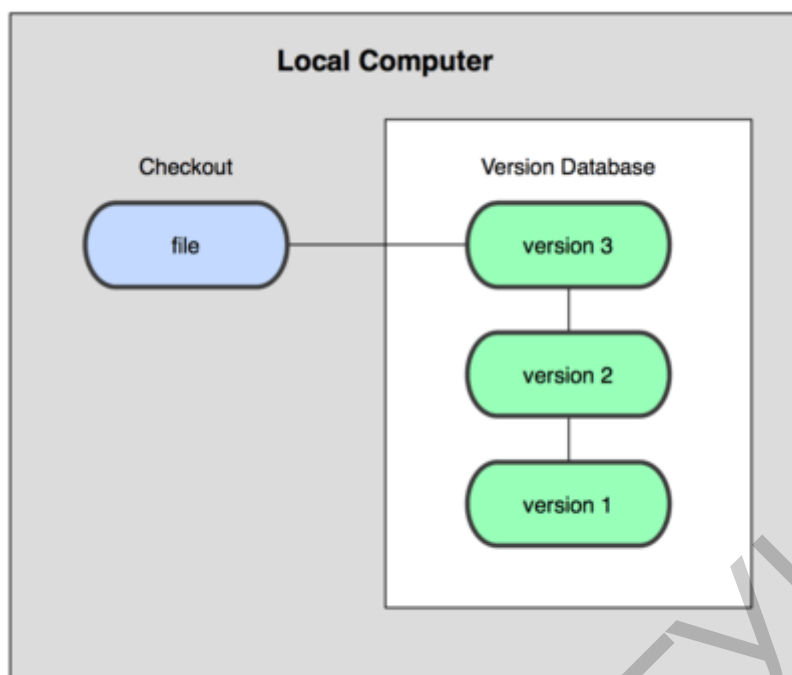 Local Computer
Checkout
Version Database
file
version 3
version 2
version 1